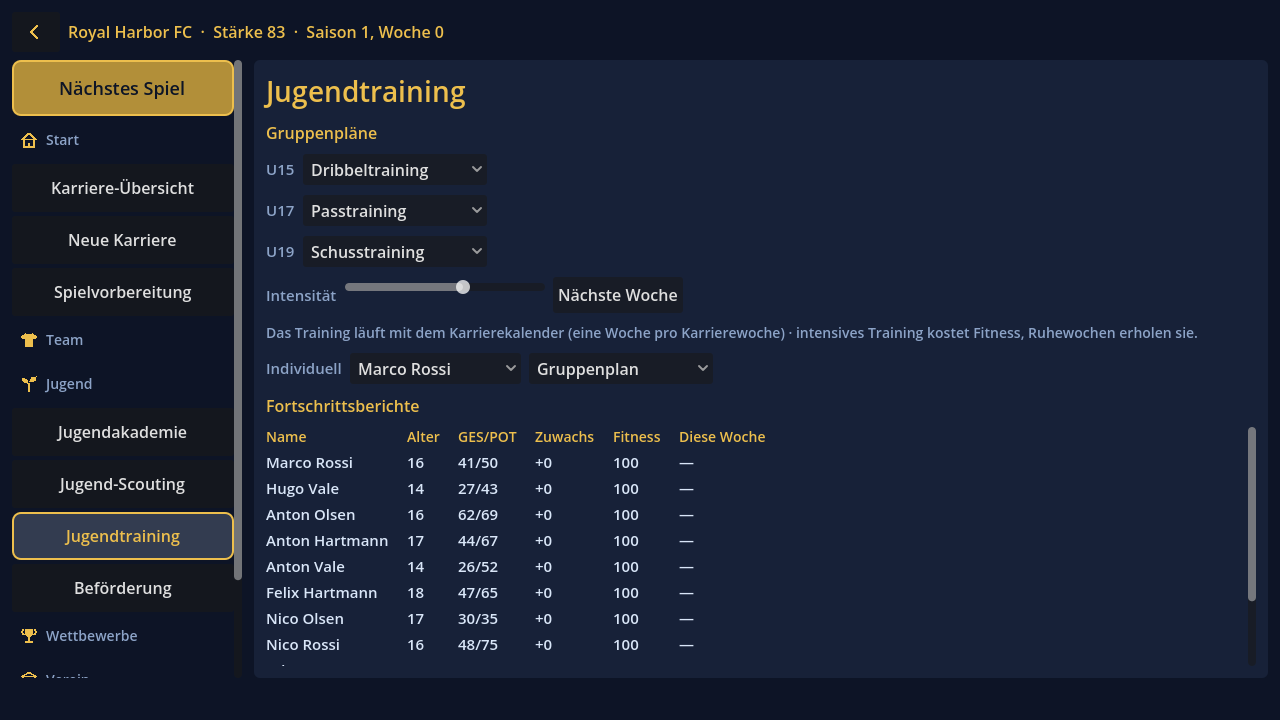 Royal Harbor FC · Stärke 83 · Saison 1, Woche 0
Nächstes Spiel
Start
Karriere-Übersicht
Neue Karriere
Spielvorbereitung
Team
Jugend
Jugendakademie
Jugend-Scouting
Jugendtraining
Beförderung
Wettbewerbe
Jugendtraining
Gruppenpläne
U15 Dribbeltraining
U17 Passtraining
U19 Schusstraining
Intensität Nächste Woche
Das Training läuft mit dem Karrierekalender (eine Woche pro Karrierewoche) · intensives Training kostet Fitness, Ruhewochen erholen sie.
Individuell Marco Rossi Gruppenplan
Fortschrittsberichte
Name Alter GES/POT Zuwachs Fitness Diese Woche
Marco Rossi 16 41/50 +0 100 —
Hugo Vale 14 27/43 +0 100 —
Anton Olsen 16 62/69 +0 100 —
Anton Hartmann 17 44/67 +0 100 —
Anton Vale 14 26/52 +0 100 —
Felix Hartmann 18 47/65 +0 100 —
Nico Olsen 17 30/35 +0 100 —
Nico Rossi 16 48/75 +0 100 —